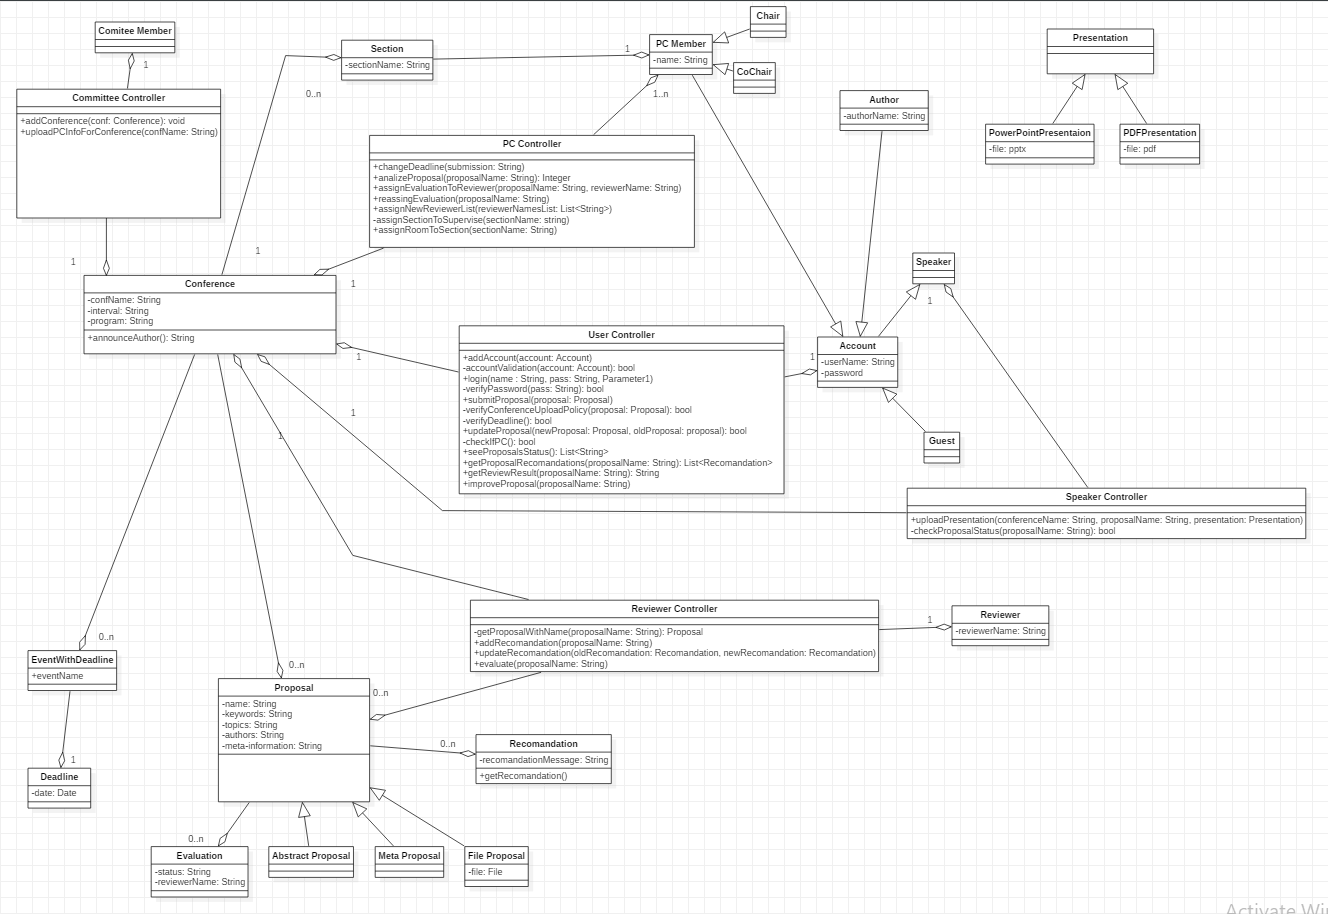 Chair
Comitee Member
Section
-sectionName: String
PC Member
-name: String
CoChair
Presentation
1
1
0..n
1..n
Committee Controller
+addConference(conf: Conference): void
+uploadPCInfoForConference(confName: String)
Author
-authorName: String
PowerPointPresentaion
-file: pptx
PDFPresentation
-file: pdf
PC Controller
+changeDeadline(submission: String)
+analizeProposal(proposalName: String): Integer
+assignEvaluationToReviewer(proposalName: String, reviewerName: String)
+reassingEvaluation(proposalName: String)
+assignNewReviewerList(reviewerNamesList: List<String>)
-assignSectionToSupervise(sectionName: string)
+assignRoomToSection(sectionName: String)
1
1
1
Speaker
1
Conference
-confName: String
-interval: String
-program: String
+announceAuthor(): String
1
User Controller
+addAccount(account: Account)
-accountValidation(account: Account): bool
+login(name : String, pass: String, Parameter1)
-verifyPassword(pass: String): bool
+submitProposal(proposal: Proposal)
-verifyConferenceUploadPolicy(proposal: Proposal): bool
-verifyDeadline(): bool
+updateProposal(newProposal: Proposal, oldProposal: proposal): bool
-checkIfPC(): bool
+seeProposalsStatus(): List<String>
+getProposalRecomandations(proposalName: String): List<Recomandation>
+getReviewResult(proposalName: String): String
+improveProposal(proposalName: String)
1
Account
-userName: String
-password
1
1
Guest
Speaker Controller
+uploadPresentation(conferenceName: String, proposalName: String, presentation: Presentation)
-checkProposalStatus(proposalName: String): bool
Reviewer Controller
-getProposalWithName(proposalName: String): Proposal
+addRecomandation(proposalName: String)
+updateRecomandation(oldRecomandation: Recomandation, newRecomandation: Recomandation)
+evaluate(proposalName: String)
1
Reviewer
-reviewerName: String
0..n
EventWithDeadline
+eventName
0..n
0..n
Proposal
-name: String
-keywords: String
-topics: String
-authors: String
-meta-information: String
0..n
Recomandation
-recomandationMessage: String
+getRecomandation()
1
Deadline
-date: Date
0..n
Evaluation
-status: String
-reviewerName: String
Abstract Proposal
Meta Proposal
File Proposal
-file: File
Activate Wi